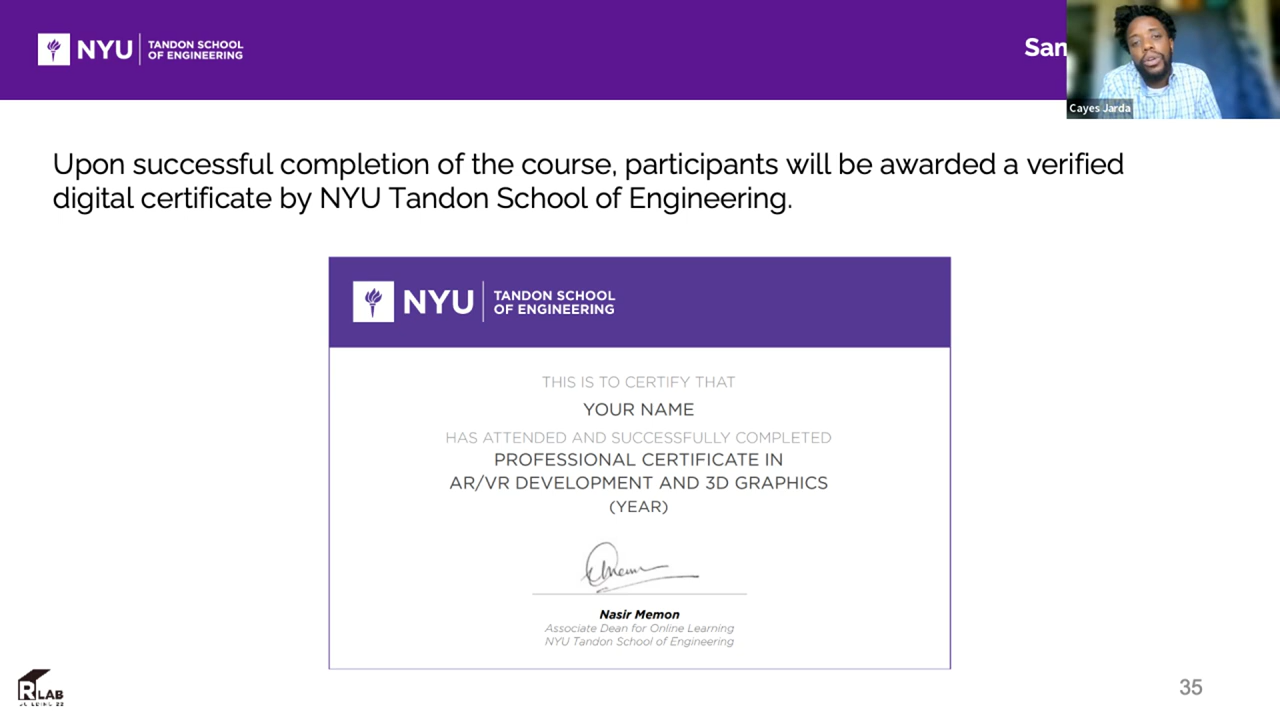 NYU
TANDON SCHOOL
OF ENGINEERING
Sam
Cayes Jarda
Upon successful completion of the course, participants will be awarded a verified
digital certificate by NYU Tandon School of Engineering.
NYU
TANDON SCHOOL
OF ENGINEERING
THIS IS TO CERTIFY THAT
YOUR NAME
HAS ATTENDED AND SUCCESSFULLY COMPLETED
PROFESSIONAL CERTIFICATE IN
AR/VR DEVELOPMENT AND 3D GRAPHICS
(YEAR)
Nasir Memon
Associate Dean for Online Learning
NYU Tandon School of Engineering
RLAB
BUILDING 22
35